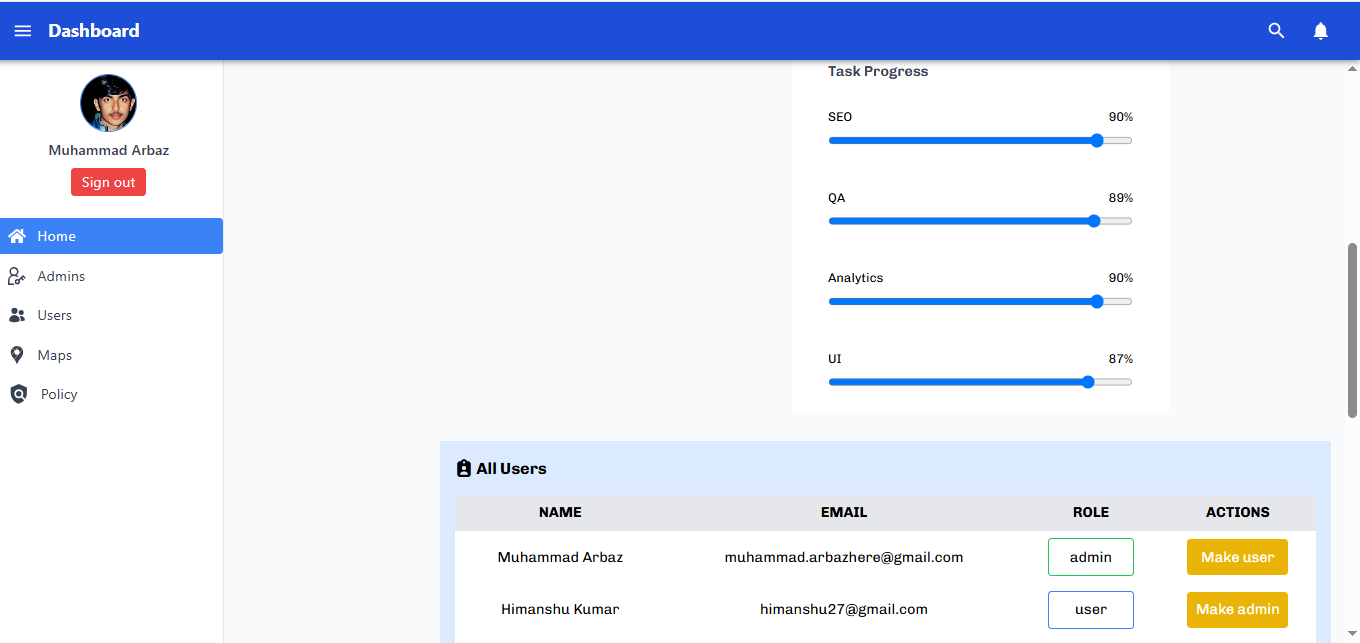 Dashboard
Muhammad Arbaz
Sign out
Home
Admins
Users
Maps
Policy
Task Progress
SEO 90%
QA 89%
Analytics 90%
UI 87%
All Users
NAME EMAIL ROLE ACTIONS
Muhammad Arbaz muhammad.arbazhere@gmail.com admin Make user
Himanshu Kumar himanshu27@gmail.com user Make admin